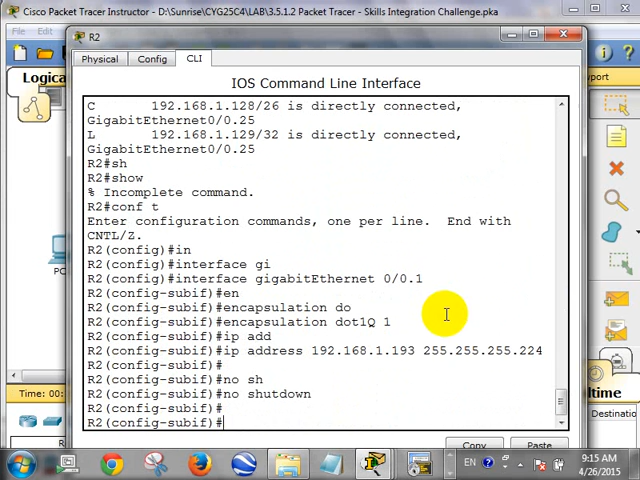 Cisco Packet Tracer Instructor - D:\Sunrise\CYG25C4\LAB\3.5.1.2 Packet Tracer - Skills Integration Challenge.pka
File
R2
Physical
Config
CLI
Logical
IOS Command Line Interface
C 192.168.1.128/26 is directly connected,
GigabitEthernet0/0.25
L 192.168.1.129/32 is directly connected,
GigabitEthernet0/0.25
R2#sh
R2#show
% Incomplete command.
R2#conf t
Enter configuration commands, one per line. End with
CNTL/Z.
R2(config)#in
R2(config)#interface gi
R2(config)#interface gigabitEthernet 0/0.1
R2(config-subif)#en
R2(config-subif)#encapsulation do
R2(config-subif)#encapsulation dot1Q 1
R2(config-subif)#ip add
R2(config-subif)#ip address 192.168.1.193 255.255.255.224
R2(config-subif)#
R2(config-subif)#no sh
R2(config-subif)#no shutdown
R2(config-subif)#
R2(config-subif)#
Copy
Paste
PC
Time: 00:
Destinatio
EN
9:15 AM
4/26/2015